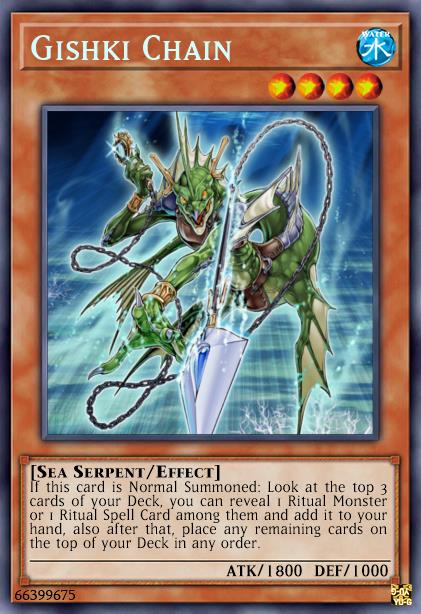 Gishki Chain
WATER
水
[Sea Serpent/Effect]
If this card is Normal Summoned: Look at the top 3
cards of your Deck, you can reveal 1 Ritual Monster
or 1 Ritual Spell Card among them and add it to your
hand, also after that, place any remaining cards on
the top of your Deck in any order.
ATK/1800 DEF/1000
66399675